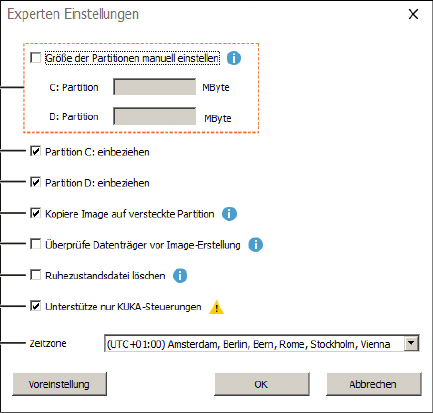 Experten Einstellungen
Größe der Partitionen manuell einstellen
C: Partition MByte
D: Partition MByte
Partition C: einbeziehen
Partition D: einbeziehen
Kopiere Image auf versteckte Partition
Überprüfe Datenträger vor Image-Erstellung
Ruhezustandsdatei löschen
Unterstütze nur KUKA-Steuerungen
Zeitzone (UTC+01:00) Amsterdam, Berlin, Bern, Rome, Stockholm, Vienna
Voreinstellung OK Abbrechen